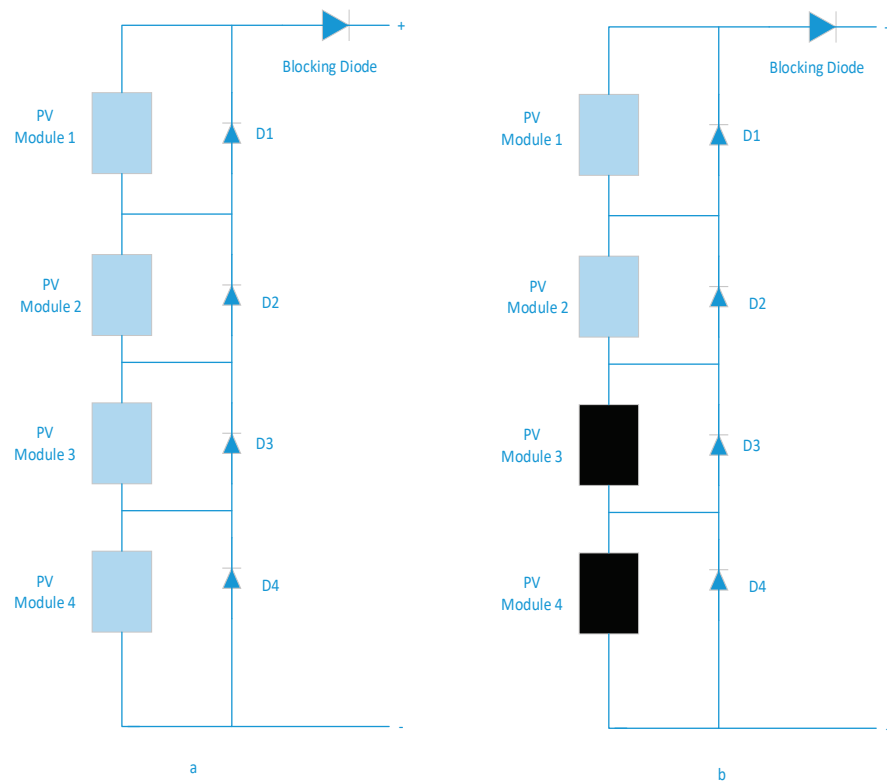 +
Blocking Diode
PV
Module 1
D1
PV
Module 2
D2
PV
Module 3
D3
PV
Module 4
D4
-
a
-
Blocking Diode
PV
Module 1
D1
PV
Module 2
D2
PV
Module 3
D3
PV
Module 4
D4
-
b